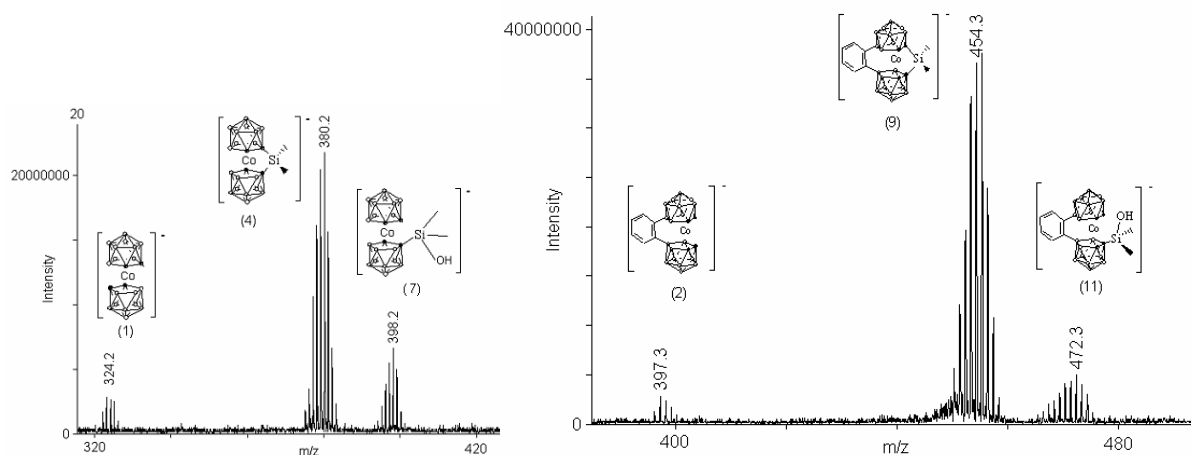 20
20000000
Intensity
0
320
m/z
420
324.2
380.2
398.2
Co
(1)
-
Co
Si
(4)
-
Co
Si
OH
(7)
-
40000000
Intensity
0
400
m/z
480
397.3
454.3
472.3
Co
(2)
-
Co
Si
(9)
-
Co
OH
Si
(11)
-